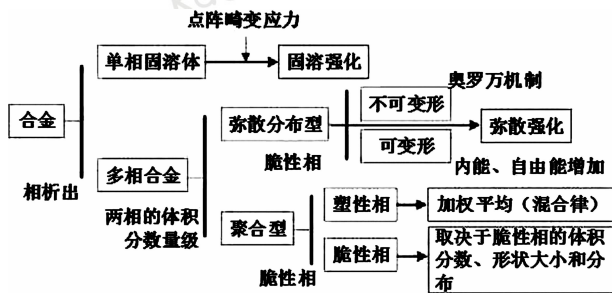 点阵畸变应力
单相固溶体
固溶强化
合金
相析出
多相合金
两相的体积
分数量级
弥散分布型
脆性相
不可变形
可变形
奥罗万机制
弥散强化
内能、自由能增加
聚合型
脆性相
塑性相
加权平均（混合律）
脆性相
取决于脆性相的体积
分数、形状大小和分
布